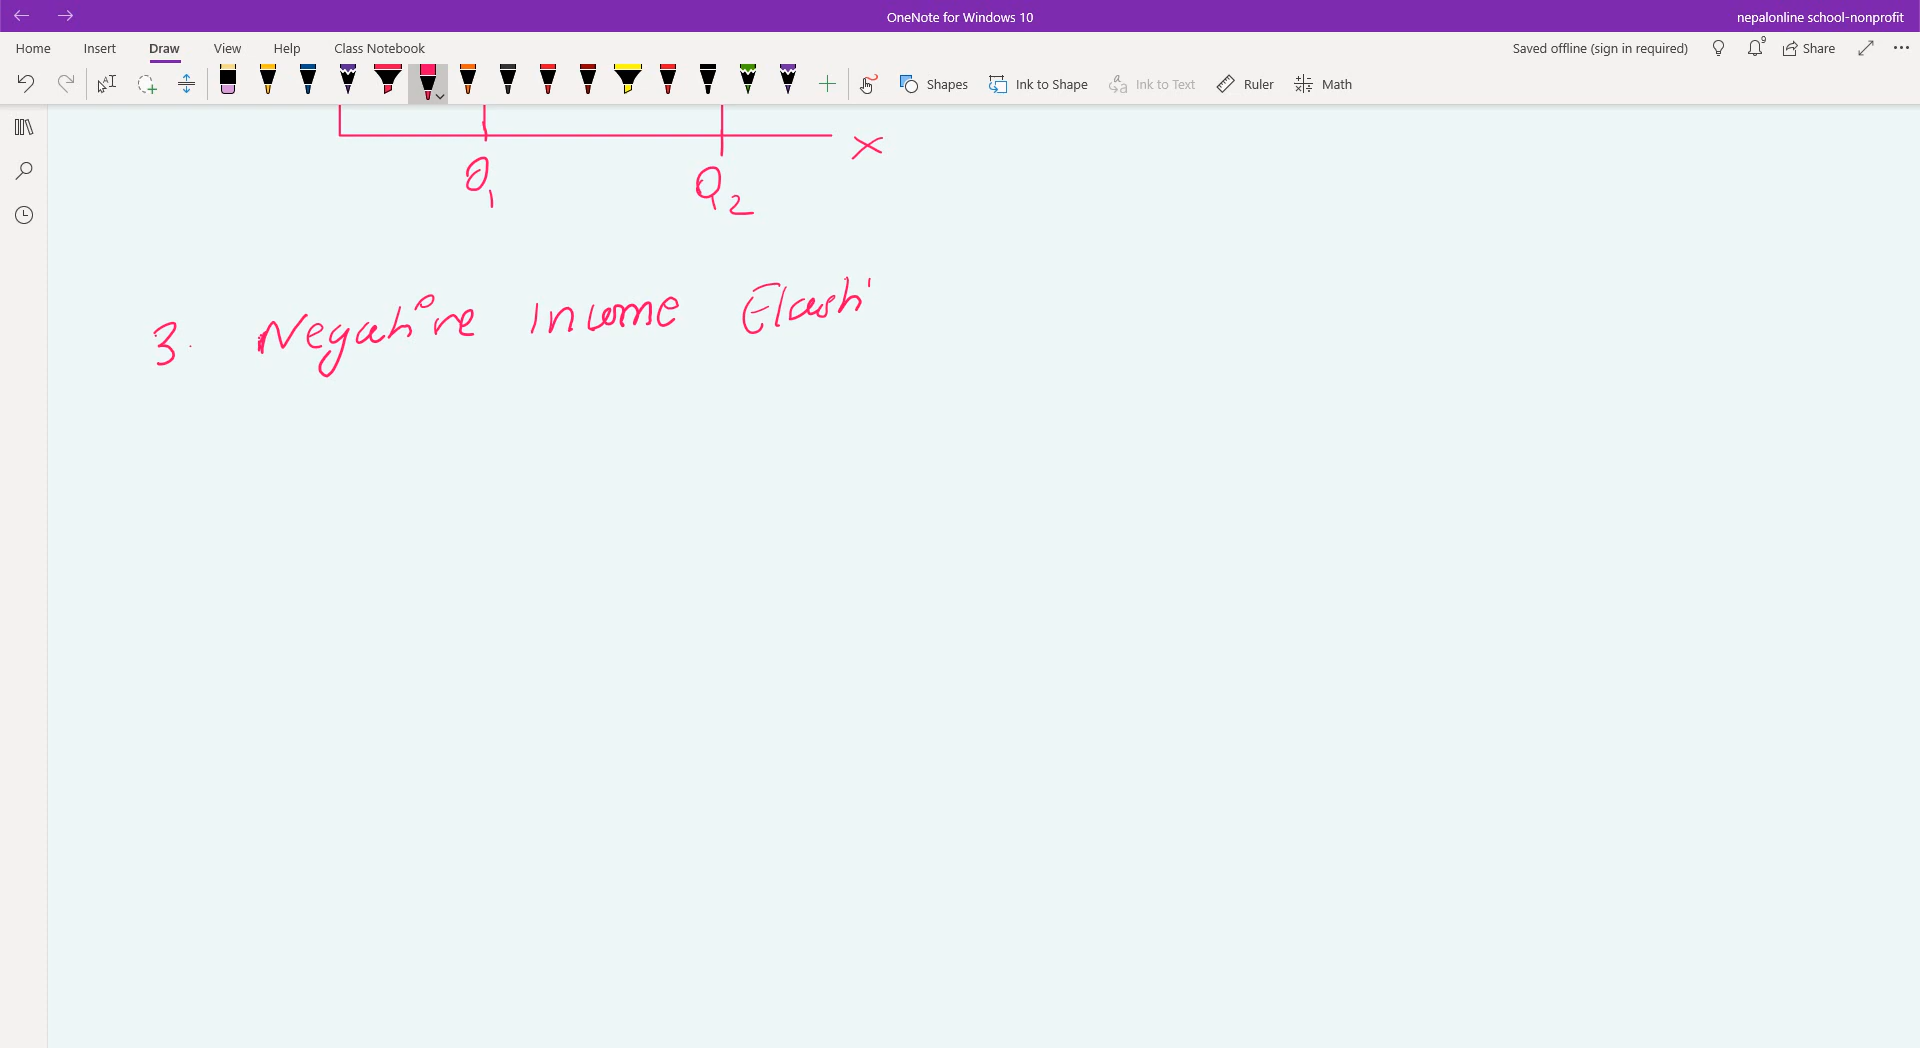 OneNote for Windows 10
nepalonline school-nonprofit
Home Insert Draw View Help Class Notebook
Saved offline (sign in required) 9 Share
Shapes Ink to Shape Ink to Text Ruler Math
X
Q1 Q2
3. Negative Income Elasti